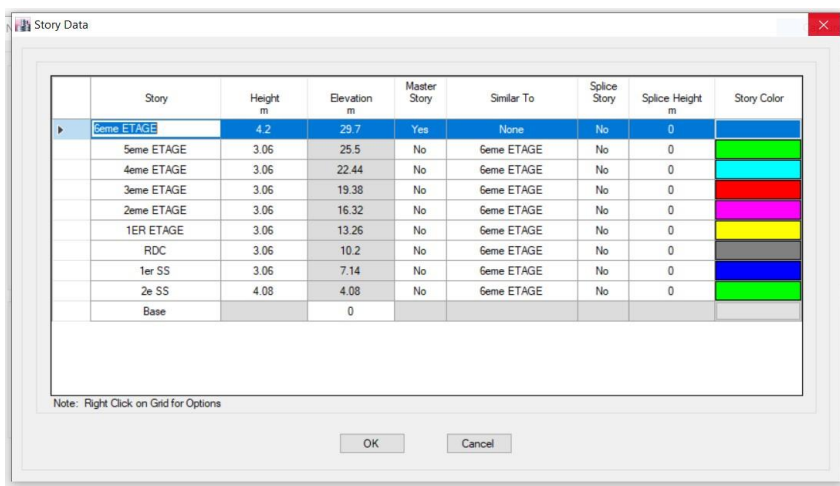 Story Data
Story Height m Elevation m Master Story Similar To Splice Story Splice Height m Story Color
6eme ETAGE 4.2 29.7 Yes None No 0
5eme ETAGE 3.06 25.5 No 6eme ETAGE No 0
4eme ETAGE 3.06 22.44 No 6eme ETAGE No 0
3eme ETAGE 3.06 19.38 No 6eme ETAGE No 0
2eme ETAGE 3.06 16.32 No 6eme ETAGE No 0
1ER ETAGE 3.06 13.26 No 6eme ETAGE No 0
RDC 3.06 10.2 No 6eme ETAGE No 0
1er SS 3.06 7.14 No 6eme ETAGE No 0
2e SS 4.08 4.08 No 6eme ETAGE No 0
Base 0
Note: Right Click on Grid for Options
OK Cancel